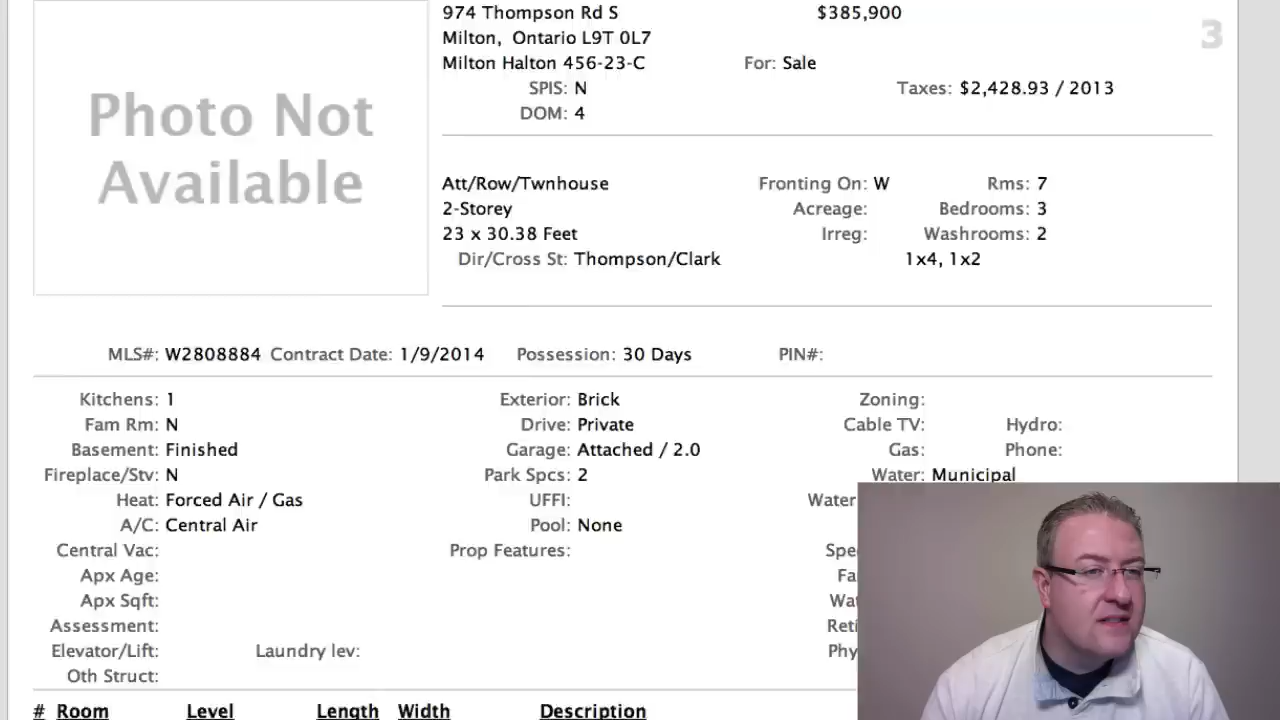 Photo Not
Available
974 Thompson Rd S $385,900
Milton, Ontario L9T 0L7
Milton Halton 456-23-C For: Sale
SPIS: N Taxes: $2,428.93 / 2013
DOM: 4
3
Att/Row/Twnhouse Fronting On: W Rms: 7
2-Storey Acreage: Bedrooms: 3
23 x 30.38 Feet Irreg: Washrooms: 2
Dir/Cross St: Thompson/Clark 1x4, 1x2
MLS#: W2808884 Contract Date: 1/9/2014 Possession: 30 Days PIN#:
Kitchens: 1 Exterior: Brick Zoning:
Fam Rm: N Drive: Private Cable TV: Hydro:
Basement: Finished Garage: Attached / 2.0 Gas: Phone:
Fireplace/Stv: N Park Spcs: 2 Water: Municipal
Heat: Forced Air / Gas UFFI: Water
A/C: Central Air Pool: None
Central Vac: Prop Features: Spe
Apx Age: Fa
Apx Sqft: Wa
Assessment: Reti
Elevator/Lift: Laundry lev: Phy
Oth Struct:
# Room Level Length Width Description